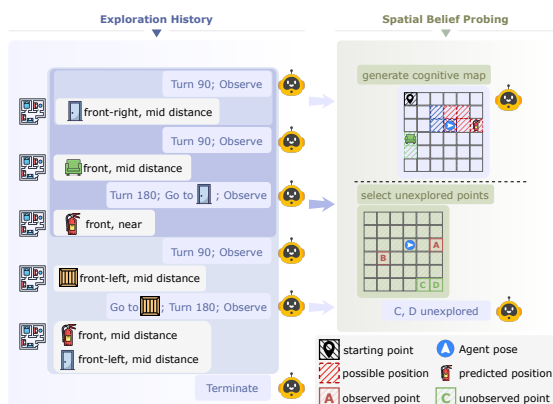 Exploration History
Turn 90; Observe
front-right, mid distance
Turn 90; Observe
front, mid distance
Turn 180; Go to ; Observe
front, near
Turn 90; Observe
front-left, mid distance
Go to ; Turn 180; Observe
front, mid distance
front-left, mid distance
Terminate
Spatial Belief Probing
generate cognitive map
select unexplored points
A
B
C D
C, D unexplored
starting point
Agent pose
possible position
predicted position
A observed point
C unobserved point